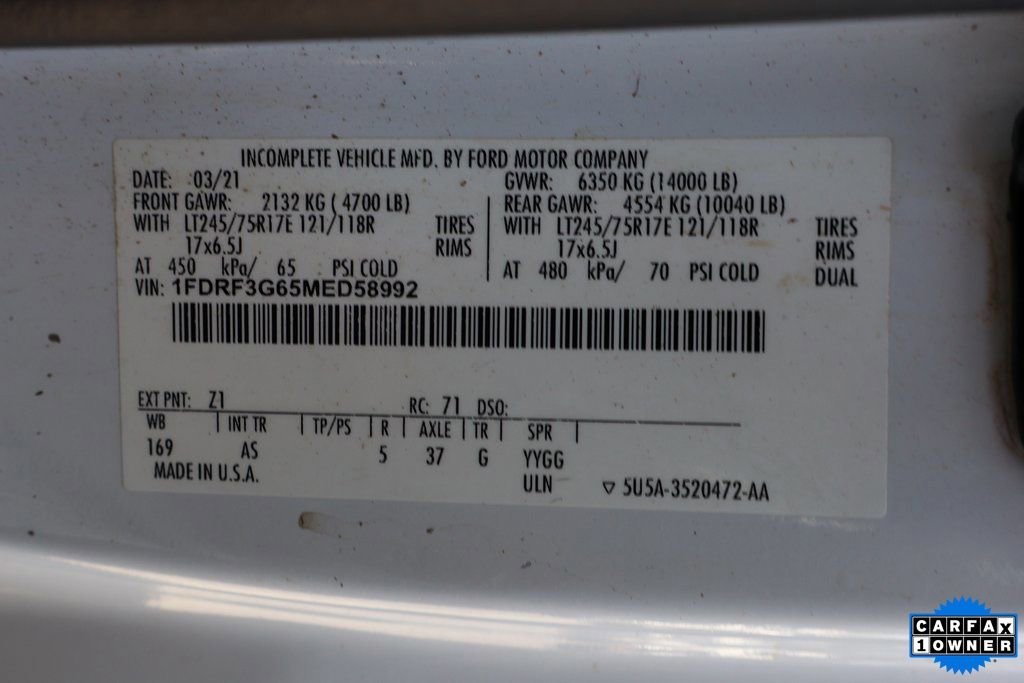 INCOMPLETE VEHICLE MFD. BY FORD MOTOR COMPANY
DATE: 03/21 GVWR: 6350 KG (14000 LB)
FRONT GAWR: 2132 KG ( 4700 LB) REAR GAWR: 4554 KG (10040 LB)
WITH LT245/75R17E 121/118R TIRES WITH LT245/75R17E 121/118R TIRES
17x6.5J RIMS 17x6.5J RIMS
AT 450 kPa/ 65 PSI COLD AT 480 kPa/ 70 PSI COLD DUAL
VIN: 1FDRF3G65MED58992
EXT PNT: Z1 RC: 71 DSO:
WB | INT TR | TP/PS | R | AXLE | TR | SPR |
169 AS 5 37 G YYGG
MADE IN U.S.A. ULN ▽ 5U5A-3520472-AA
CARFAX
1 OWNER